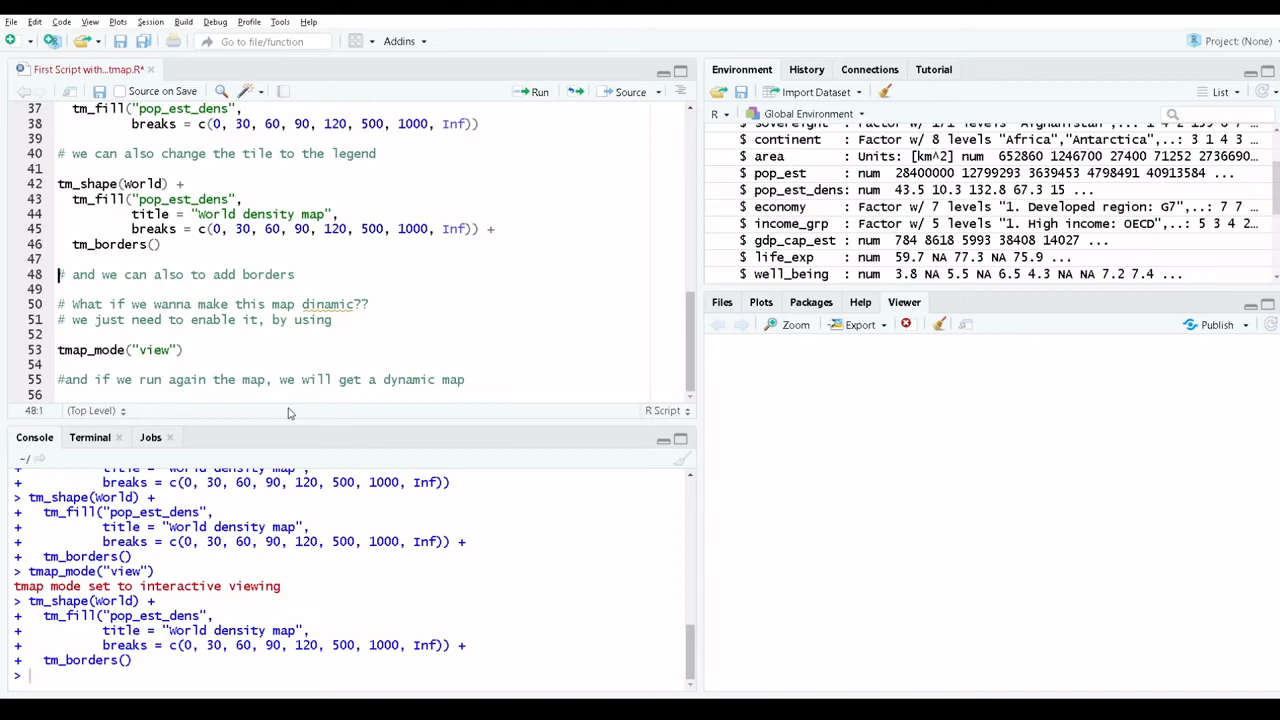 File Edit Code View Plots Session Build Debug Profile Tools Help
Go to file/function Addins Project: (None)
First Script with...tmap.R*
Source on Save Run Source
37 tm_fill("pop_est_dens",
38 breaks = c(0, 30, 60, 90, 120, 500, 1000, Inf))
39
40 # we can also change the tile to the legend
41
42 tm_shape(World) +
43 tm_fill("pop_est_dens",
44 title = "World density map",
45 breaks = c(0, 30, 60, 90, 120, 500, 1000, Inf)) +
46 tm_borders()
47
48 # and we can also to add borders
49
50 # What if we wanna make this map dinamic??
51 # we just need to enable it, by using
52
53 tmap_mode("view")
54
55 #and if we run again the map, we will get a dynamic map
56
48:1 (Top Level) R Script
Console Terminal Jobs
~/
+ title = "World density map",
+ breaks = c(0, 30, 60, 90, 120, 500, 1000, Inf))
> tm_shape(World) +
+ tm_fill("pop_est_dens",
+ title = "World density map",
+ breaks = c(0, 30, 60, 90, 120, 500, 1000, Inf)) +
+ tm_borders()
> tmap_mode("view")
tmap mode set to interactive viewing
> tm_shape(World) +
+ tm_fill("pop_est_dens",
+ title = "World density map",
+ breaks = c(0, 30, 60, 90, 120, 500, 1000, Inf)) +
+ tm_borders()
>
Environment History Connections Tutorial
Import Dataset List
R Global Environment
$ sovereignt : Factor w/ 171 levels "Afghanistan",..: 1 4 2
$ continent : Factor w/ 8 levels "Africa","Antarctica",..: 3 1 4 3 ...
$ area : Units: [km^2] num 652860 1246700 27400 71252 2736690...
$ pop_est : num 28400000 12799293 3639453 4798491 40913584 ...
$ pop_est_dens: num 43.5 10.3 132.8 67.3 15 ...
$ economy : Factor w/ 7 levels "1. Developed region: G7",..: 7 7 ...
$ income_grp : Factor w/ 5 levels "1. High income: OECD",..: 5 3 4 2 ...
$ gdp_cap_est : num 784 8618 5993 38408 14027 ...
$ life_exp : num 59.7 NA 77.3 NA 75.9 ...
$ well_being : num 3.8 5.5 NA 6.5 4.3 NA NA 7.2 7.4 ...
Files Plots Packages Help Viewer
Zoom Export Publish